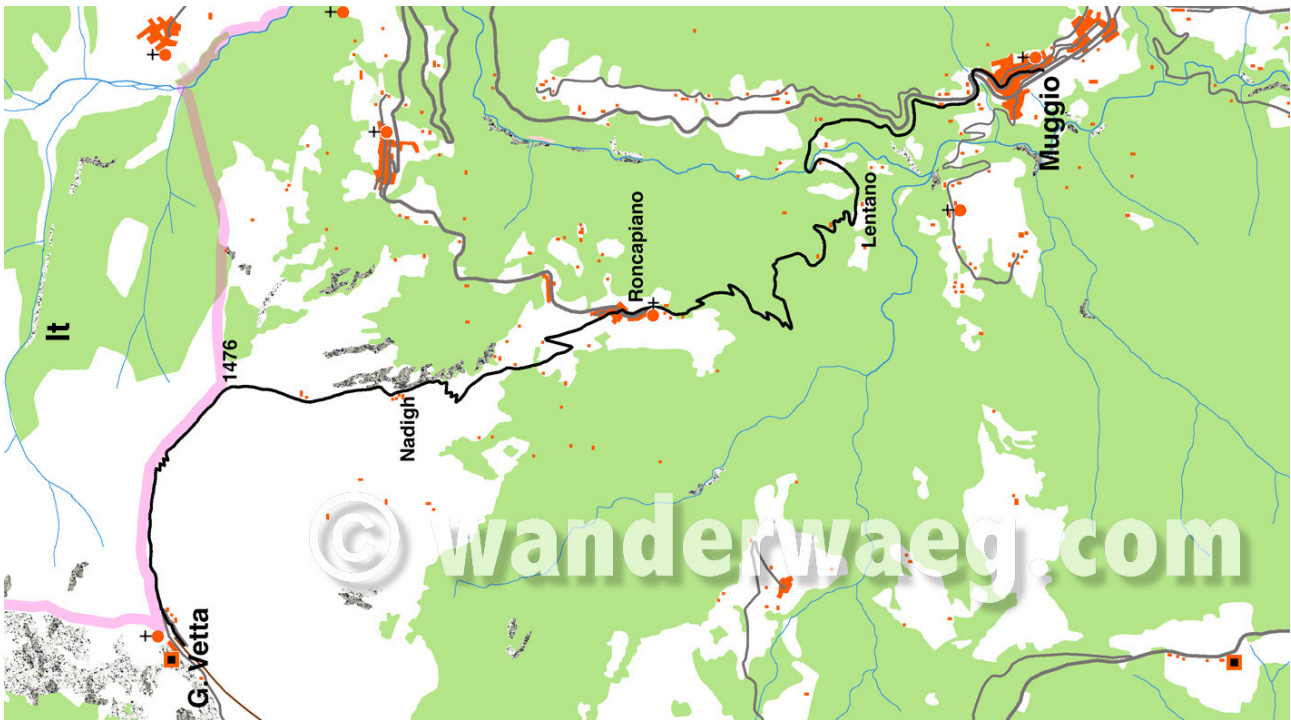 It
1476
Nadigh
G. Vetta
Roncapiano
Lentano
Muggio
© wanderwaeg.com